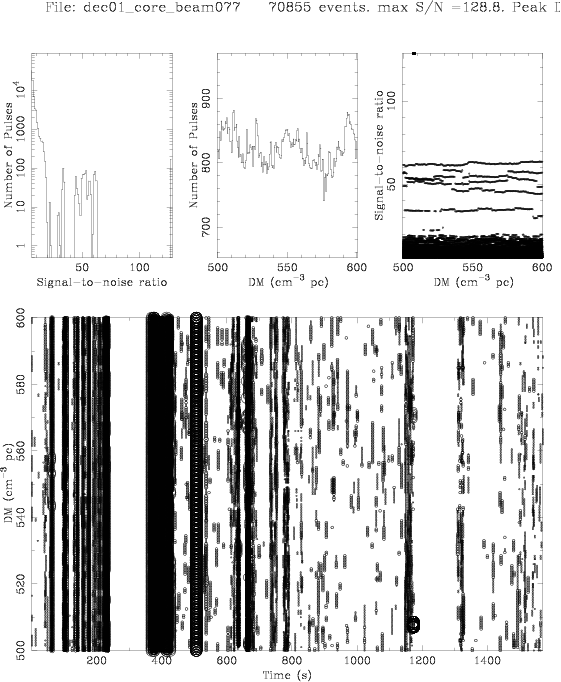 File: dec01_core_beam077 70855 events. max S/N =128.8. Peak D
Number of Pulses
1 10 100 1000 10⁴
50 100
Signal-to-noise ratio
Number of Pulses
700 800 900
500 550 600
DM (cm⁻³ pc)
Signal-to-noise ratio
50 100
500 550 600
DM (cm⁻³ pc)
DM (cm⁻³ pc)
500 520 540 560 580 600
200 400 600 800 1000 1200 1400
Time (s)